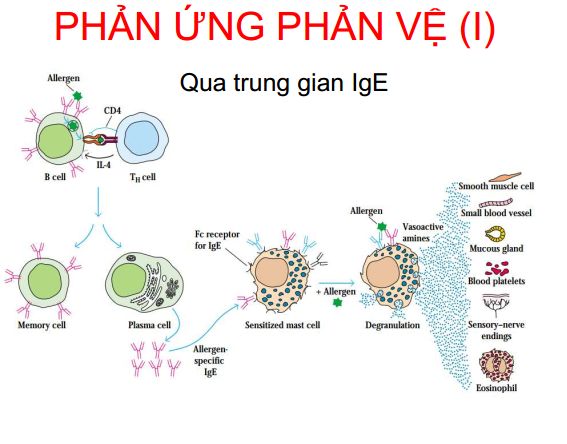 PHẢN ỨNG PHẢN VỆ (I)
Qua trung gian IgE
Allergen
CD4
IL-4
B cell
TH cell
Memory cell
Plasma cell
Allergen-
specific
IgE
Fc receptor
for IgE
Sensitized mast cell
+ Allergen
Allergen
Vasoactive
amines
Degranulation
Smooth muscle cell
Small blood vessel
Mucous gland
Blood platelets
Sensory-nerve
endings
Eosinophil